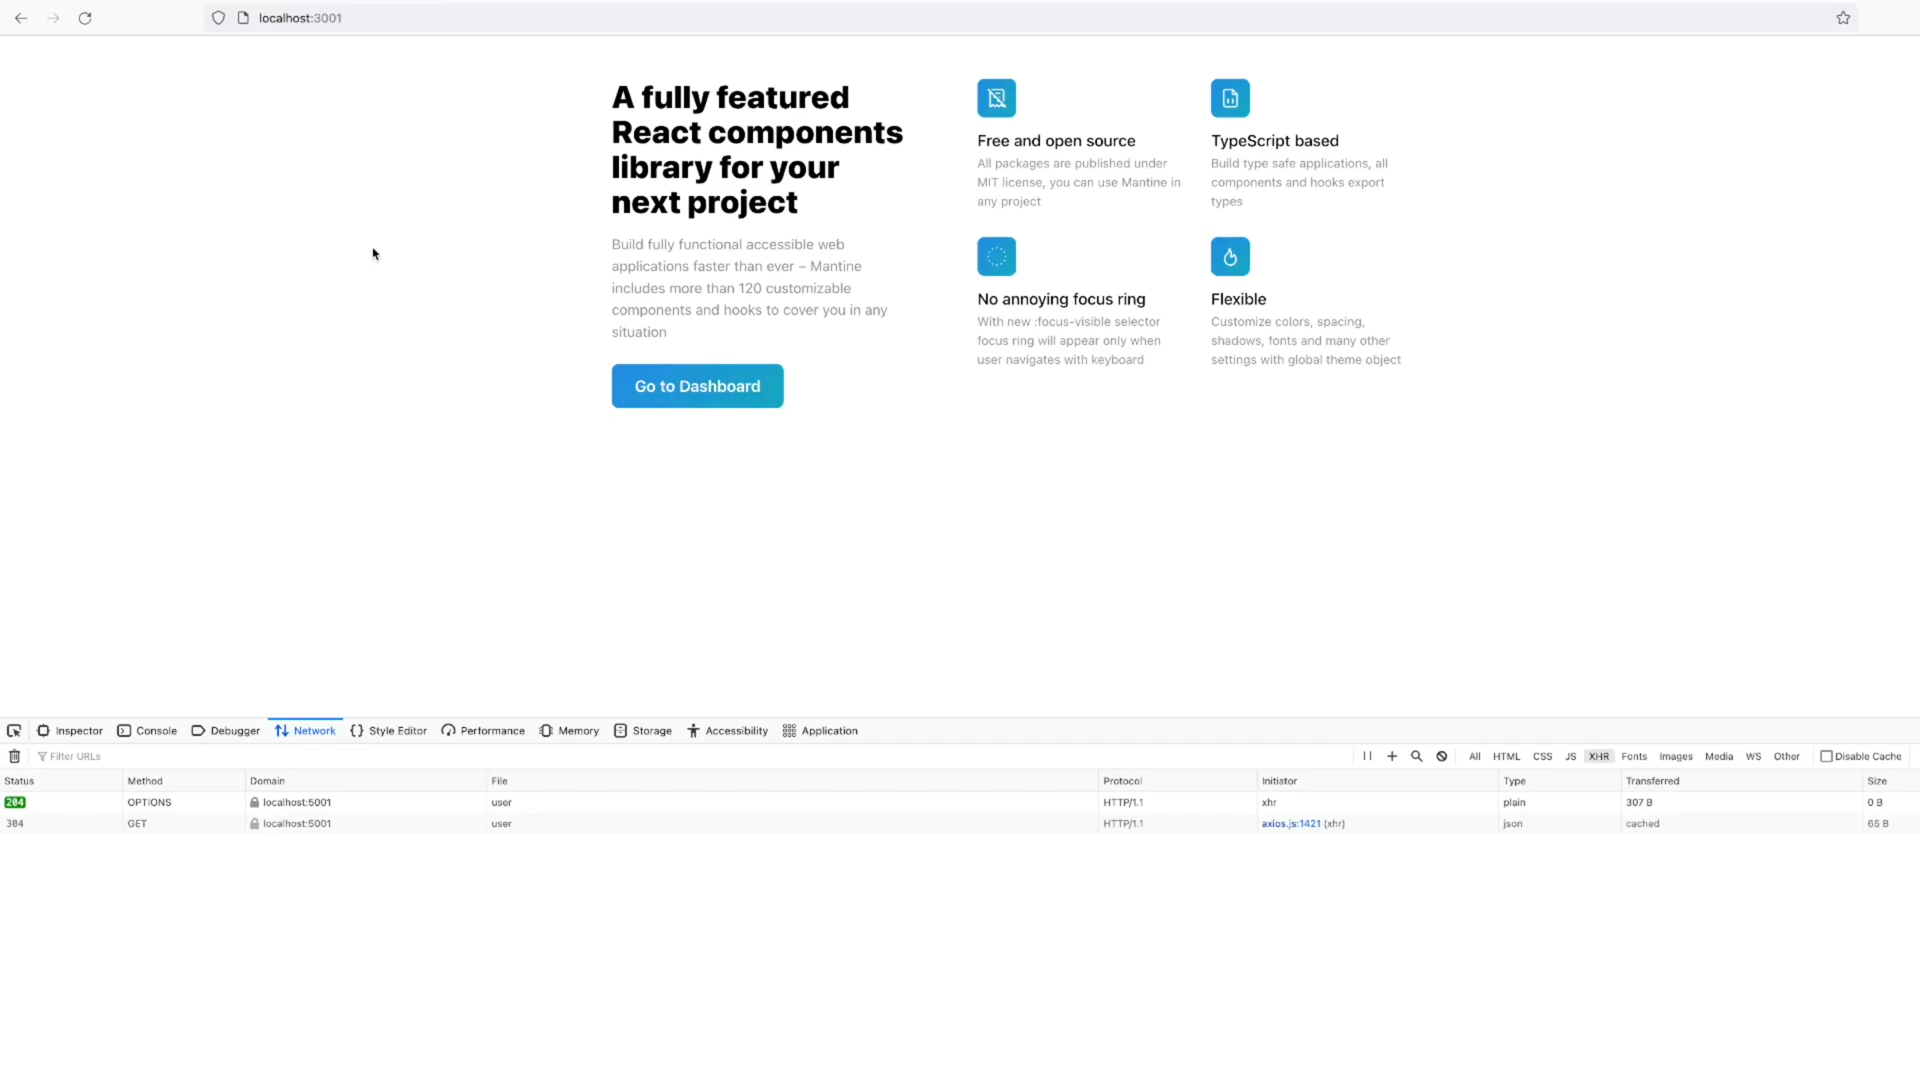 localhost:3001
A fully featured
React components
library for your
next project
Build fully functional accessible web
applications faster than ever – Mantine
includes more than 120 customizable
components and hooks to cover you in any
situation
Go to Dashboard
Free and open source
All packages are published under
MIT license, you can use Mantine in
any project
TypeScript based
Build type safe applications, all
components and hooks export
types
No annoying focus ring
With new :focus-visible selector
focus ring will appear only when
user navigates with keyboard
Flexible
Customize colors, spacing,
shadows, fonts and many other
settings with global theme object
Inspector Console Debugger Network Style Editor Performance Memory Storage Accessibility Application
Filter URLs All HTML CSS JS XHR Fonts Images Media WS Other Disable Cache
Status Method Domain File Protocol Initiator Type Transferred Size
204 OPTIONS localhost:5001 user HTTP/1.1 xhr plain 307 B 0 B
304 GET localhost:5001 user HTTP/1.1 axios.js:1421 (xhr) json cached 65 B